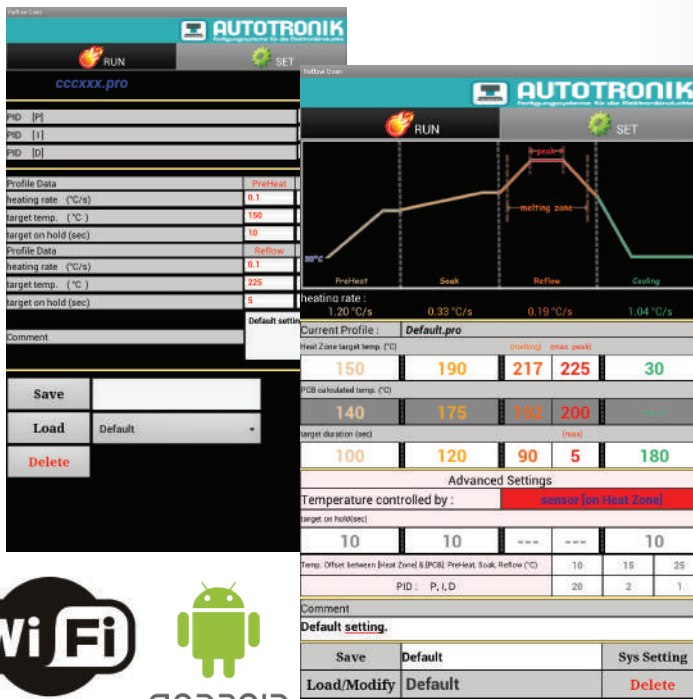 Reflow Oven
AUTOTRONIK
Fertigungssysteme für die Elektronikindustrie
RUN
SET
cccxxx.pro
PID [P]
PID [I]
PID [D]
Profile Data PreHeat
heating rate (°C/s) 0.1
target temp. (°C) 150
target on hold (sec) 10
Profile Data Reflow
heating rate (°C/s) 0.1
target temp. (°C) 225
target on hold (sec) 5
Comment Default settin
Save
Load Default
Delete
WiFi
Reflow Oven
AUTOTRONIK
Fertigungssysteme für die Elektronikindustrie
RUN
SET
peak
melting zone
30°C
PreHeat Soak Reflow Cooling
heating rate :
1.20 °C/s 0.33 °C/s 0.19 °C/s 1.04 °C/s
Current Profile : Default.pro
Heat Zone target temp. (°C) (melting) (max. peak)
150 190 217 225 30
PCB calculated temp. (°C)
140 175 192 200 ---
target duration (sec) (max)
100 120 90 5 180
Advanced Settings
Temperature controlled by : sensor [on Heat Zone]
target on hold(sec)
10 10 --- --- 10
Temp. Offset between [Heat Zone] & [PCB]: PreHeat, Soak, Reflow (°C) 10 15 25
PID : P, I, D 20 2 1
Comment
Default setting.
Save Default Sys Setting
Load/Modify Default Delete